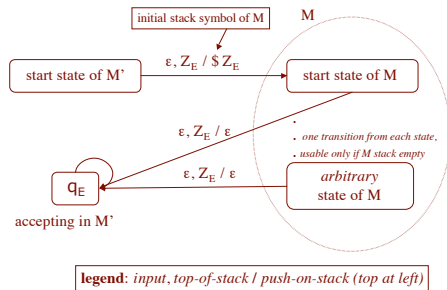 initial stack symbol of M
M
ε, Z_E / $ Z_E
start state of M’
start state of M
ε, Z_E / ε
one transition from each state,
usable only if M stack empty
ε, Z_E / ε
q_E
arbitrary
state of M
accepting in M’
legend: input, top-of-stack / push-on-stack (top at left)